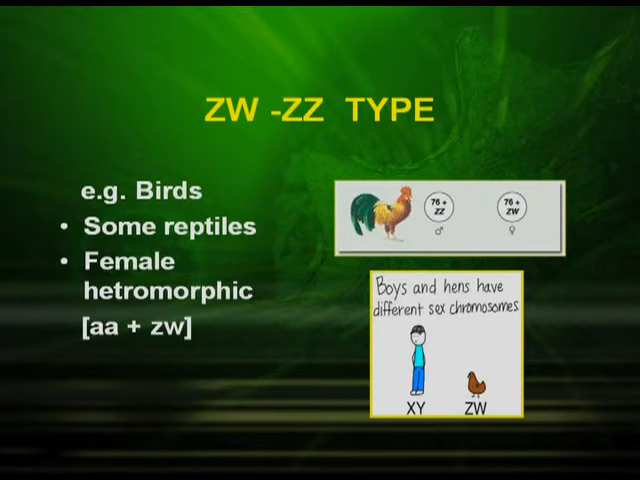 ZW -ZZ TYPE
e.g. Birds
• Some reptiles
• Female
hetromorphic
[aa + zw]
76 +
ZZ
♂
76 +
ZW
♀
Boys and hens have
different sex chromosomes.
XY ZW